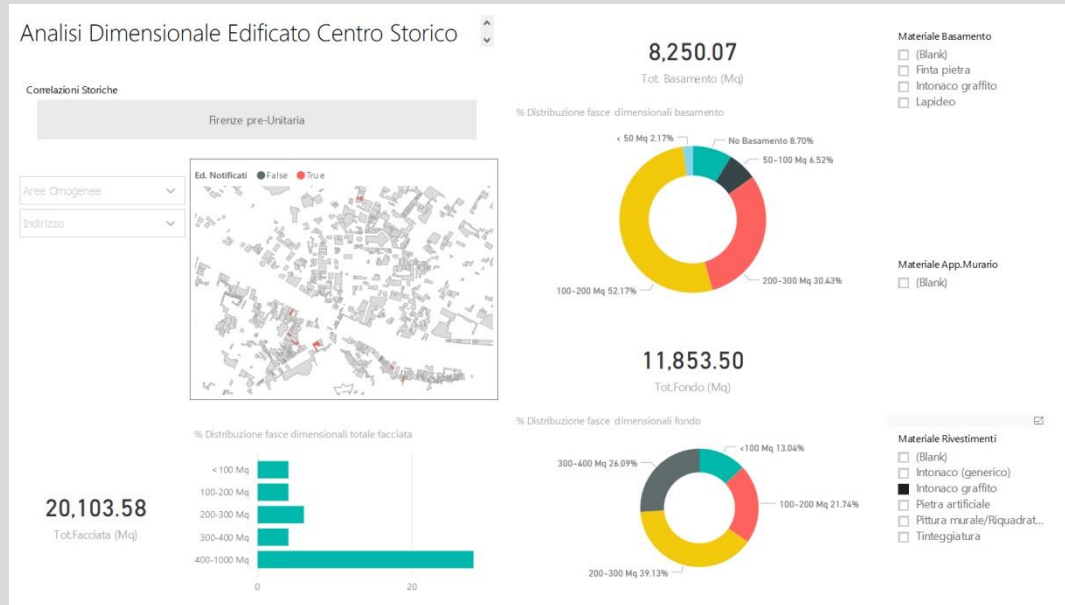 Analisi Dimensionale Edificato Centro Storico
Correlazioni Storiche
Firenze pre-Unitaria
Aree Omogenee
Indirizzo
Ed. Notificati False True
20,103.58
Tot.Facciata (Mq)
% Distribuzione fasce dimensionali totale facciata
<100 Mq
100-200 Mq
200-300 Mq
300-400 Mq
400-1000 Mq
0 20
8,250.07
Tot. Basamento (Mq)
% Distribuzione fasce dimensionali basamento
< 50 Mq 2.17%
No Basamento 8.70%
50-100 Mq 6.52%
200-300 Mq 30.43%
100-200 Mq 52.17%
11,853.50
Tot.Fondo (Mq)
% Distribuzione fasce dimensionali fondo
<100 Mq 13.04%
300-400 Mq 26.09%
100-200 Mq 21.74%
200-300 Mq 39.13%
Materiale Basamento
(Blank)
Finta pietra
Intonaco graffito
Lapideo
Materiale App.Murario
(Blank)
Materiale Rivestimenti
(Blank)
Intonaco (generico)
Intonaco graffito
Pietra artificiale
Pittura murale/Riquadrat...
Tinteggiatura